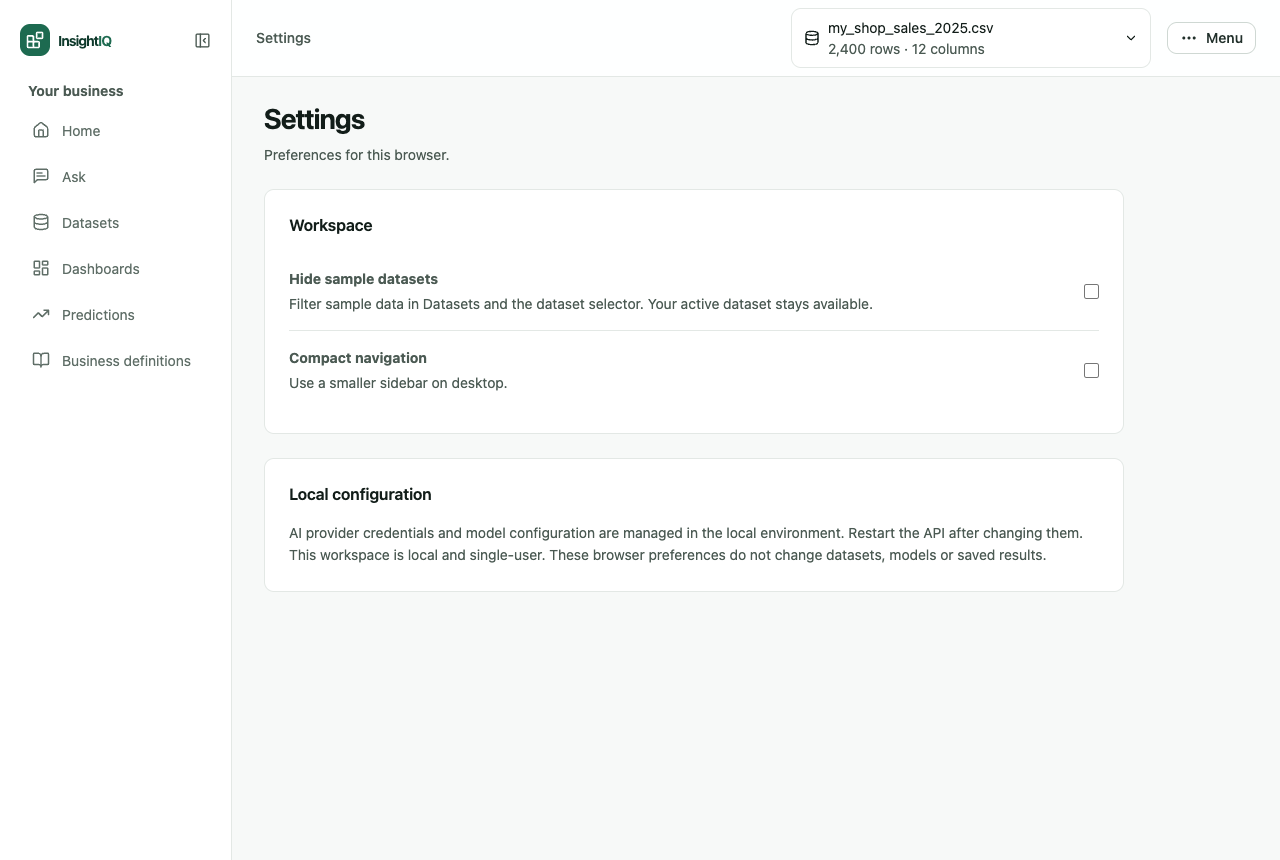 InsightIQ
Your business
Home
Ask
Datasets
Dashboards
Predictions
Business definitions
Settings
my_shop_sales_2025.csv
2,400 rows · 12 columns
Menu
Settings
Preferences for this browser.
Workspace
Hide sample datasets
Filter sample data in Datasets and the dataset selector. Your active dataset stays available.
Compact navigation
Use a smaller sidebar on desktop.
Local configuration
AI provider credentials and model configuration are managed in the local environment. Restart the API after changing them.
This workspace is local and single-user. These browser preferences do not change datasets, models or saved results.